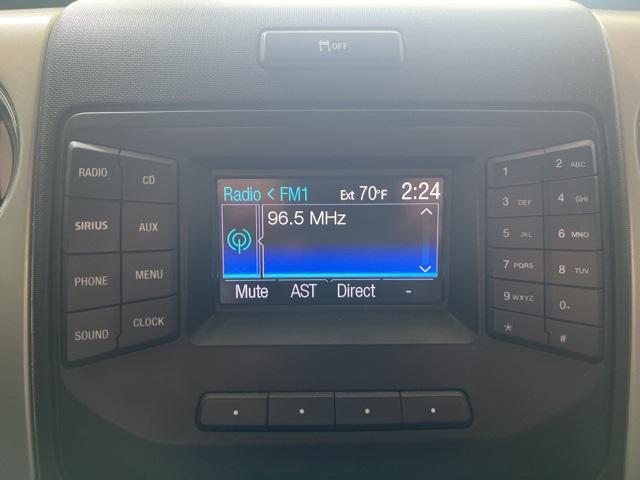 OFF
RADIO
CD
SIRIUS
AUX
PHONE
MENU
SOUND
CLOCK
Radio < FM1 Ext 70°F 2:24
96.5 MHz
Mute AST Direct -
1
2 ABC
3 DEF
4 GHI
5 JKL
6 MNO
7 PQRS
8 TUV
9 WXYZ
0+
*
#